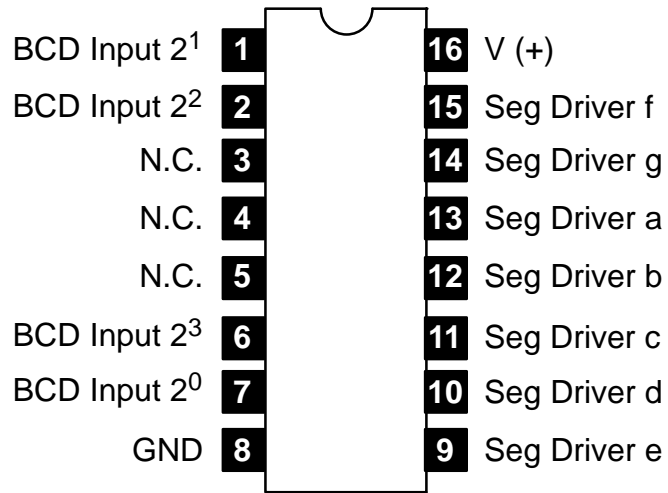 BCD Input 2¹ 1 16 V (+)
BCD Input 2² 2 15 Seg Driver f
N.C. 3 14 Seg Driver g
N.C. 4 13 Seg Driver a
N.C. 5 12 Seg Driver b
BCD Input 2³ 6 11 Seg Driver c
BCD Input 2⁰ 7 10 Seg Driver d
GND 8 9 Seg Driver e